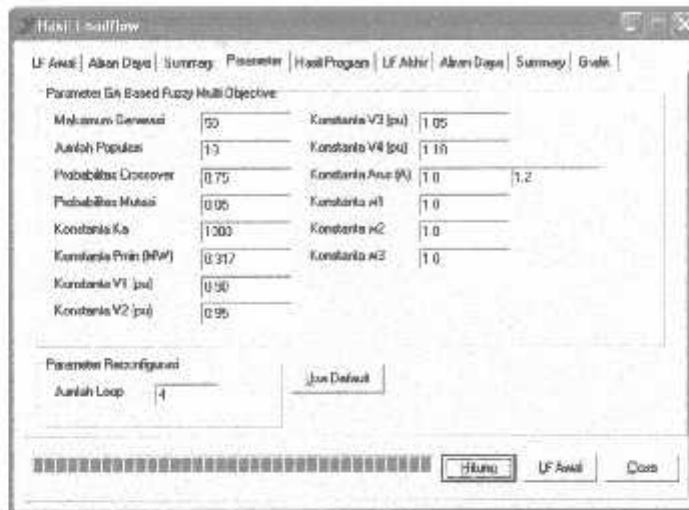 Hasil Loadflow
LF Awal Aliran Daya Summary Parameter Hasil Program LF Akhir Aliran Daya Summary Grafik
Parameter GA Based Fuzzy Multi Objective
Maksimum Generasi 50
Jumlah Populasi 10
Probabilitas Crossover 0.75
Probabilitas Mutasi 0.05
Konstanta Ka 1000
Konstanta Pmin (MW) 0.317
Konstanta V1 (pu) 0.90
Konstanta V2 (pu) 0.95
Konstanta V3 (pu) 1.05
Konstanta V4 (pu) 1.10
Konstanta Arus (A) 1.0 1.2
Konstanta w1 1.0
Konstanta w2 1.0
Konstanta w3 1.0
Parameter Reconfigurasi
Jumlah Loop 4
Use Default
Hitung LF Awal Close